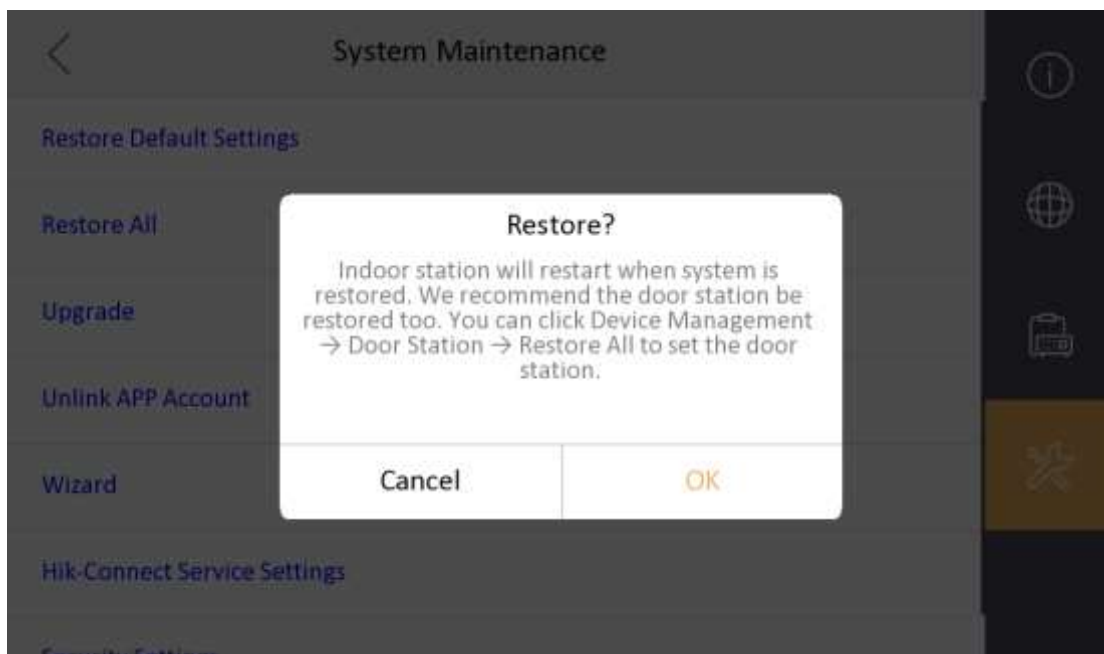 System Maintenance
Restore Default Settings
Restore All
Upgrade
Unlink APP Account
Wizard
Hik-Connect Service Settings
Restore?
Indoor station will restart when system is
restored. We recommend the door station be
restored too. You can click Device Management
→ Door Station → Restore All to set the door
station.
Cancel
OK